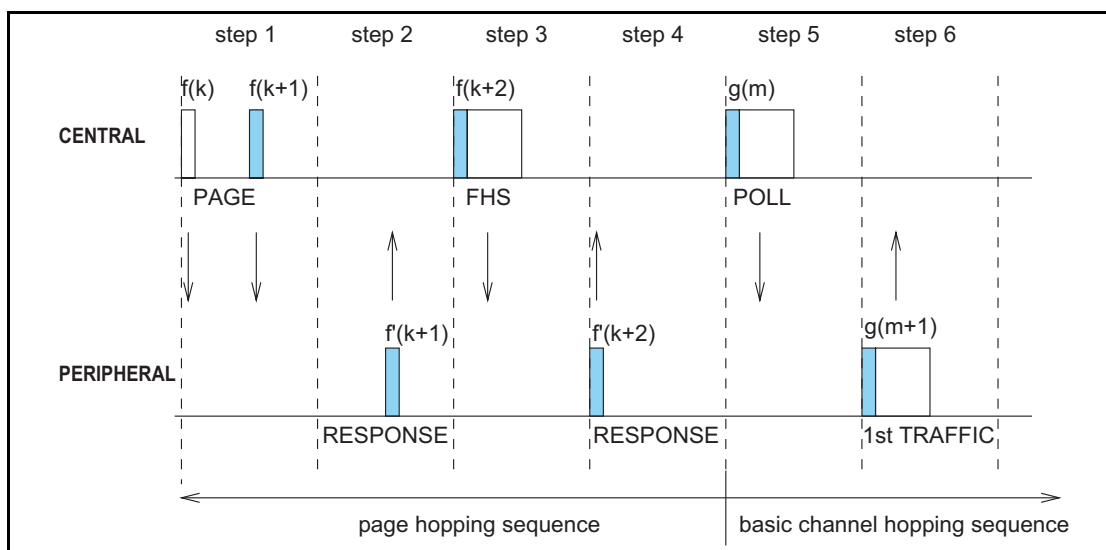 step 1 step 2 step 3 step 4 step 5 step 6
f(k) f(k+1) f(k+2) g(m)
CENTRAL
PAGE FHS POLL
f'(k+1) f'(k+2) g(m+1)
PERIPHERAL
RESPONSE RESPONSE 1st TRAFFIC
page hopping sequence basic channel hopping sequence